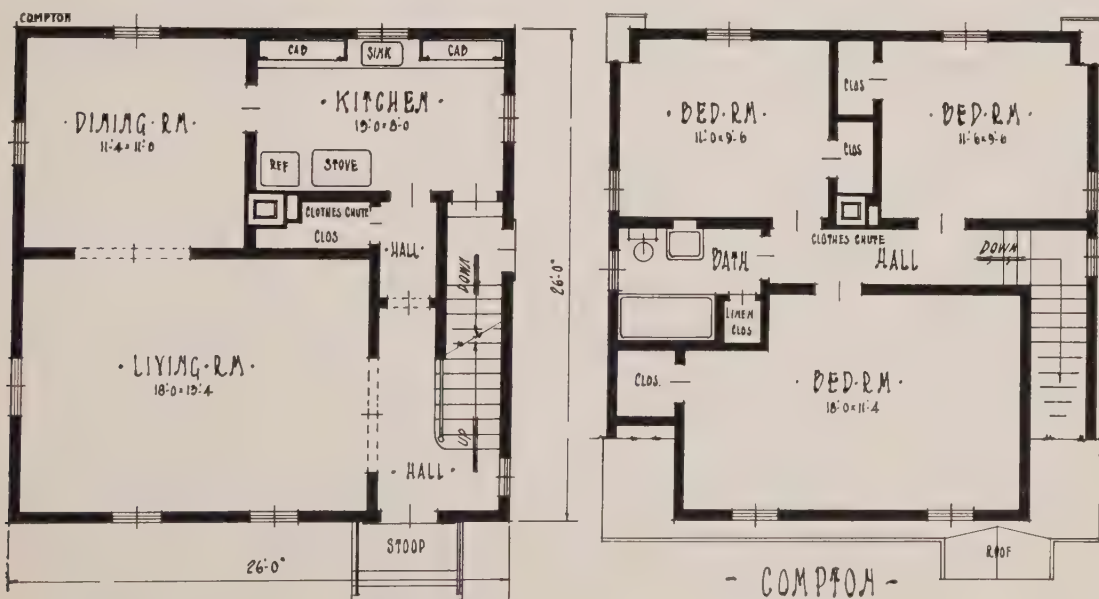 COMPTON
CAB
SINK
CAB
· DINING·RM·
11'-4×11'-0
· KITCHEN ·
13'-0×8'-0
REF
STOVE
CLOTHES CHUTE
CLOS
HALL
DOWN
26'-0"
· LIVING·RM·
18'-0×13'-4
UP
· HALL ·
STOOP
26'-0"
· BED·RM·
11'-0×9'-6
CLOS
CLOS
· BED·RM·
11'-6×9'-6
CLOTHES CHUTE
BATH
HALL
DOWN
LINEN
CLOS
CLOS.
· BED·RM·
18'-0×11'-4
ROOF
- COMPTON -